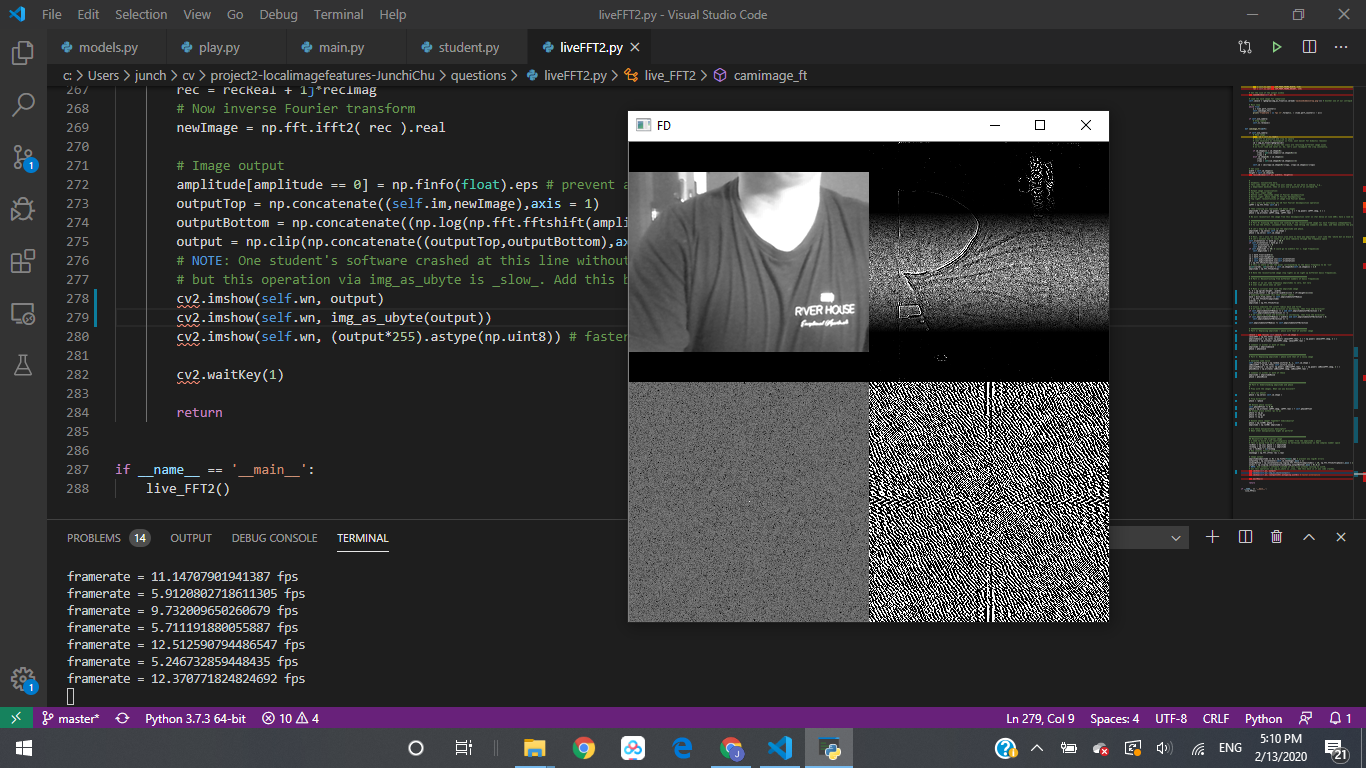 File Edit Selection View Go Debug Terminal Help
liveFFT2.py - Visual Studio Code
models.py play.py main.py student.py liveFFT2.py
c: > Users > junch > cv > project2-localimagefeatures-JunchiChu > questions > liveFFT2.py > live_FFT2 > camimage_ft
267 rec = recReal + 1j*recImag
268 # Now inverse Fourier transform
269 newImage = np.fft.ifft2( rec ).real
270
271 # Image output
272 amplitude[amplitude == 0] = np.finfo(float).eps # prevent a
273 outputTop = np.concatenate((self.im,newImage),axis = 1)
274 outputBottom = np.concatenate((np.log(np.fft.fftshift(ampli
275 output = np.clip(np.concatenate((outputTop,outputBottom),ax
276 # NOTE: One student's software crashed at this line without
277 # but this operation via img_as_ubyte is _slow_. Add this b
278 cv2.imshow(self.wn, output)
279 cv2.imshow(self.wn, img_as_ubyte(output))
280 cv2.imshow(self.wn, (output*255).astype(np.uint8)) # faster
281
282 cv2.waitKey(1)
283
284 return
285
286
287 if __name__ == '__main__':
288 live_FFT2()
FD
RIVER HOUSE
PROBLEMS 14 OUTPUT DEBUG CONSOLE TERMINAL
framerate = 11.14707901941387 fps
framerate = 5.9120802718611305 fps
framerate = 9.732009650260679 fps
framerate = 5.711191880055887 fps
framerate = 12.512590794486547 fps
framerate = 5.246732859448435 fps
framerate = 12.370771824824692 fps
1
1
master* Python 3.7.3 64-bit 10 4 Ln 279, Col 9 Spaces: 4 UTF-8 CRLF Python 1
ENG
5:10 PM
2/13/2020
21